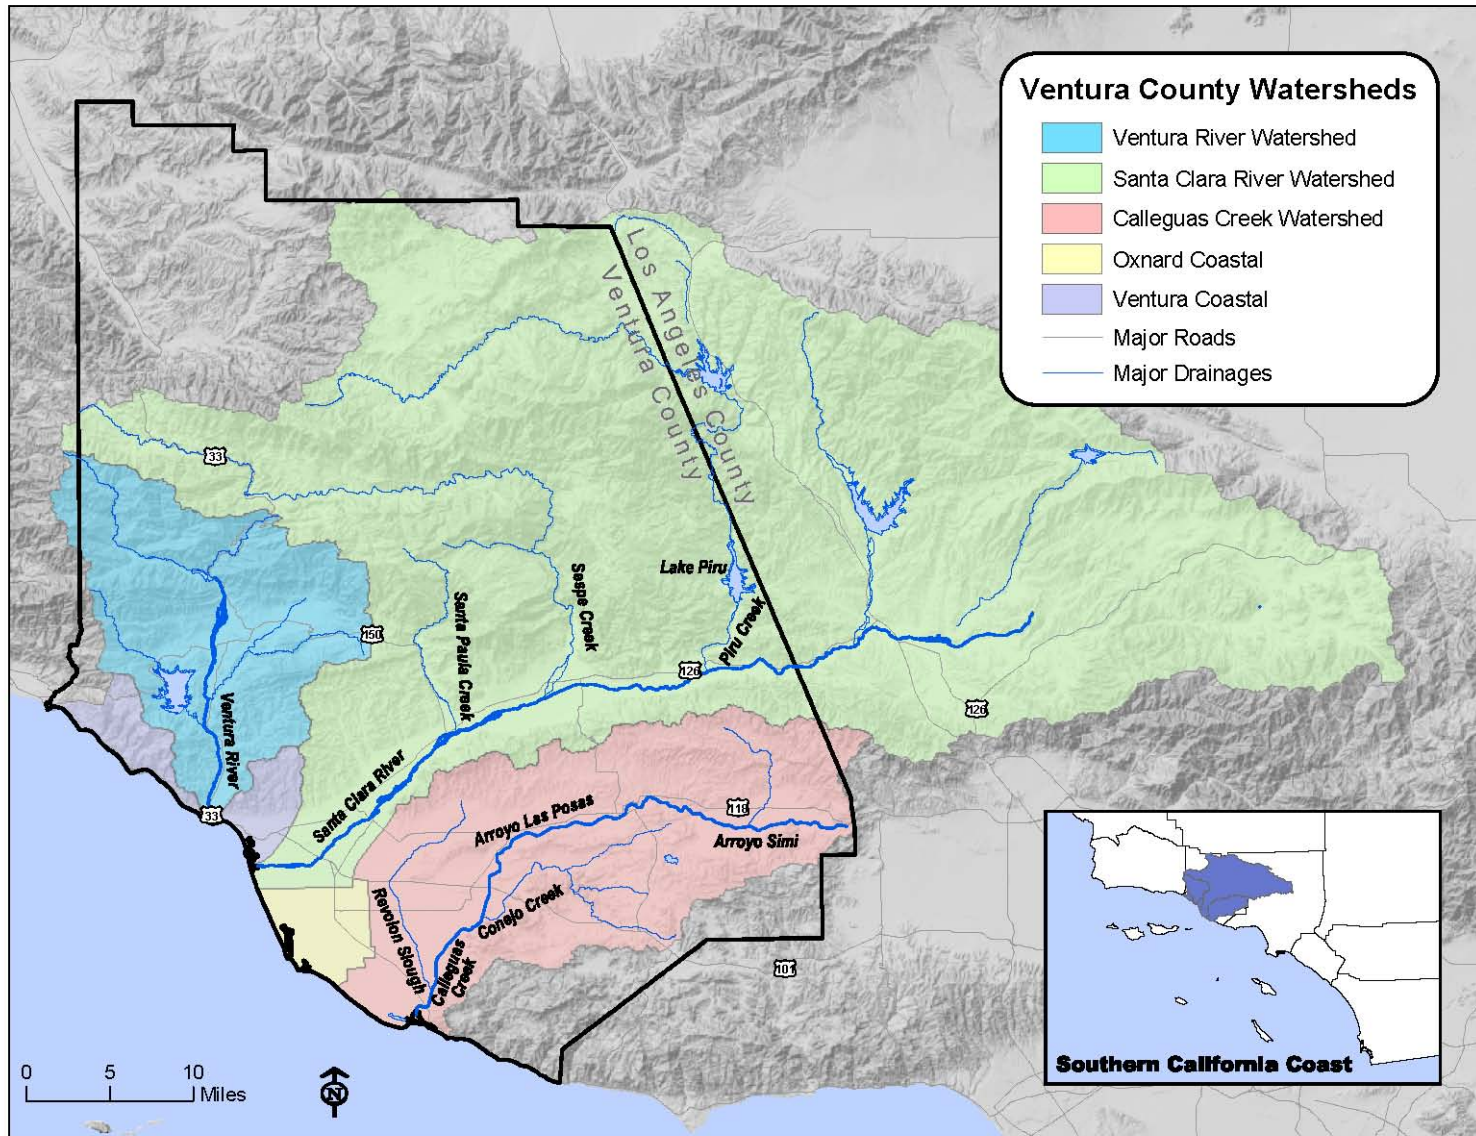 Ventura County Watersheds
Ventura River Watershed
Santa Clara River Watershed
Calleguas Creek Watershed
Oxnard Coastal
Ventura Coastal
Major Roads
Major Drainages
Los Angeles County
Ventura County
33
Lake Piru
Sespe Creek
Santa Paula Creek
Piru Creek
150
126
126
Ventura River
33
Santa Clara River
Arroyo Las Posas
118
Arroyo Simi
Conejo Creek
Revolon Slough
Calleguas
Creek
101
0 5 10
Miles
N
Southern California Coast